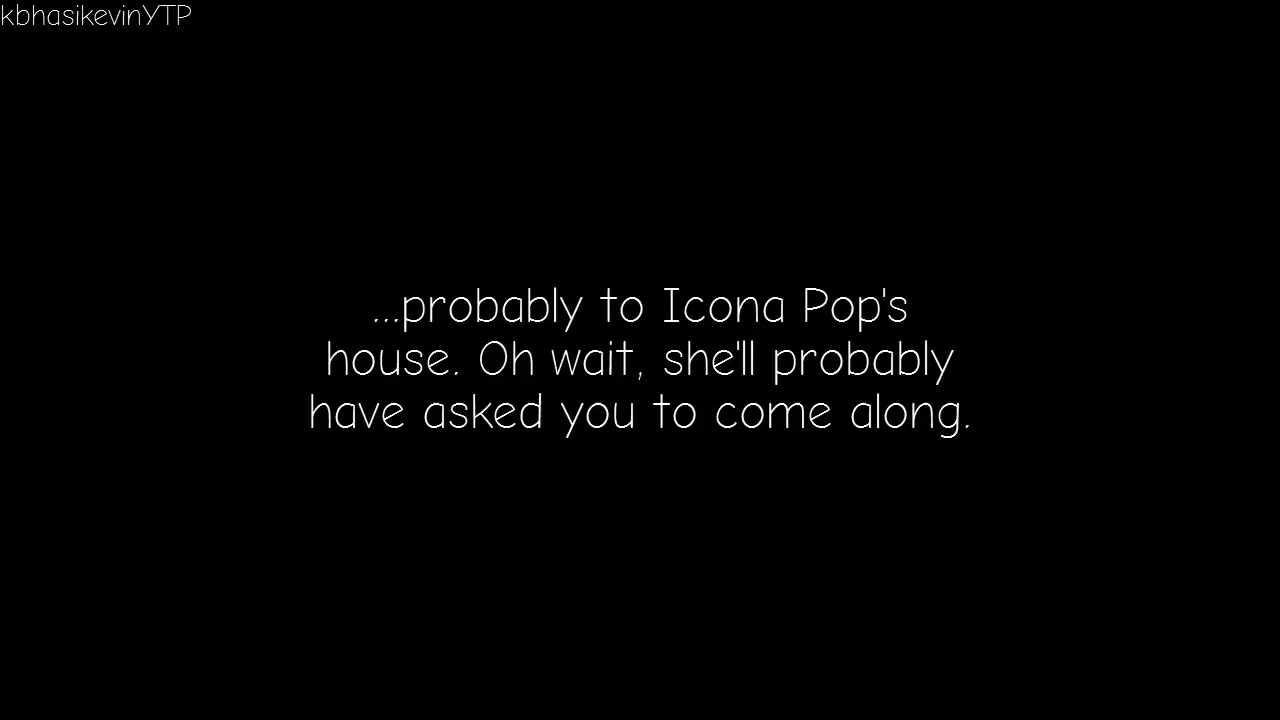 kbhasikevinYTP
...probably to Icona Pop's
house. Oh wait, she'll probably
have asked you to come along.